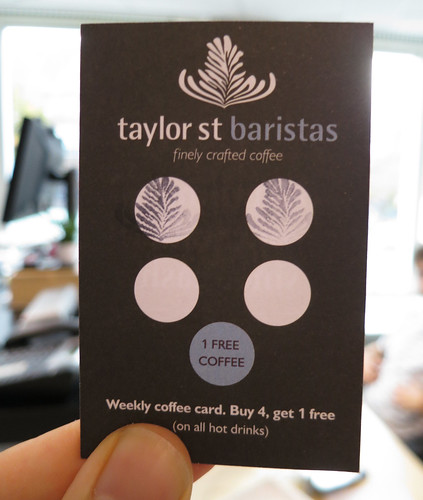 taylor st baristas
finely crafted coffee
1 FREE
COFFEE
Weekly coffee card. Buy 4, get 1 free
(on all hot drinks)